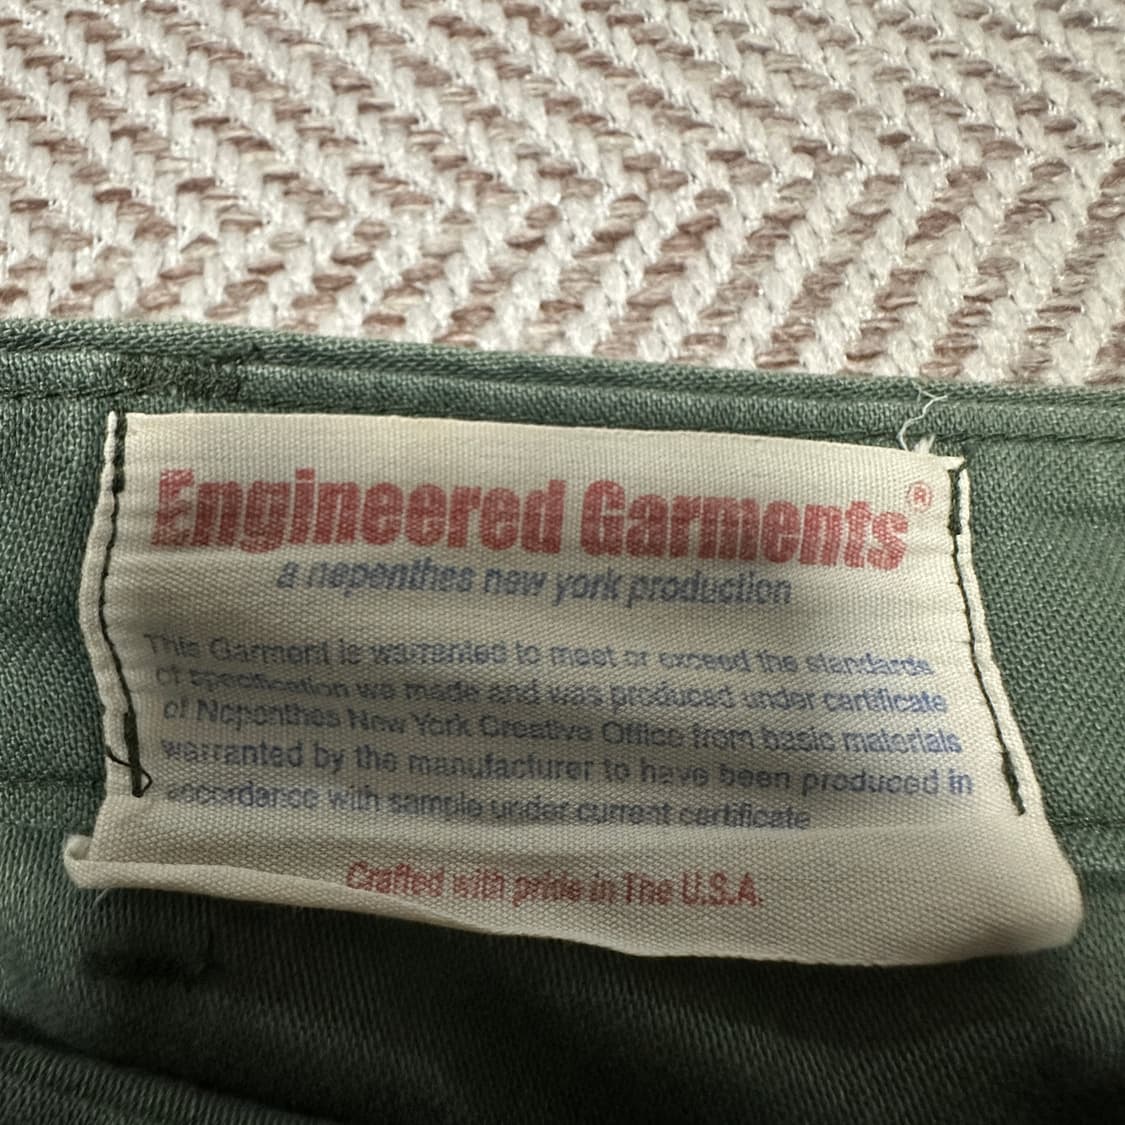 Engineered Garments®
a nepenthes new york production
This Garment is warranted to meet or exceed the standards
of specification we made and was produced under certificate
of Nepenthes New York Creative Office from basic materials
warranted by the manufacturer to have been produced in
accordance with sample under current certificate
Crafted with pride in The U.S.A.